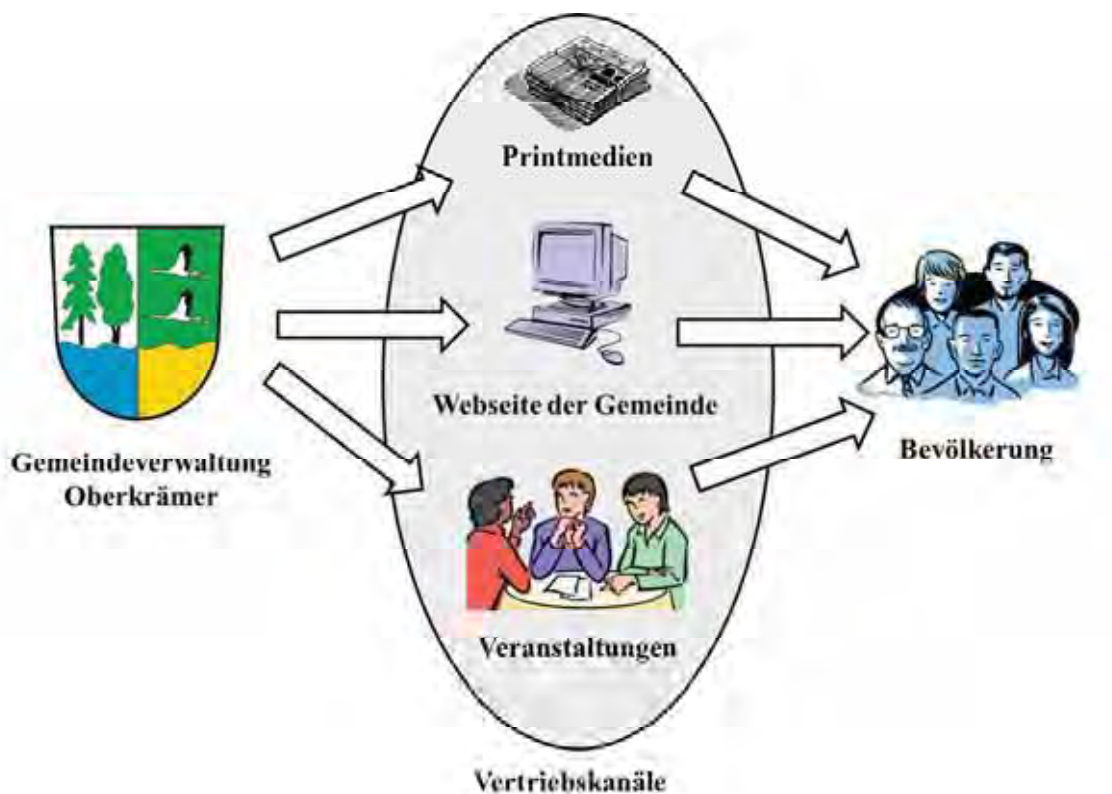 Printmedien
Webseite der Gemeinde
Gemeindeverwaltung
Oberkrämer
Bevölkerung
Veranstaltungen
Vertriebskanäle